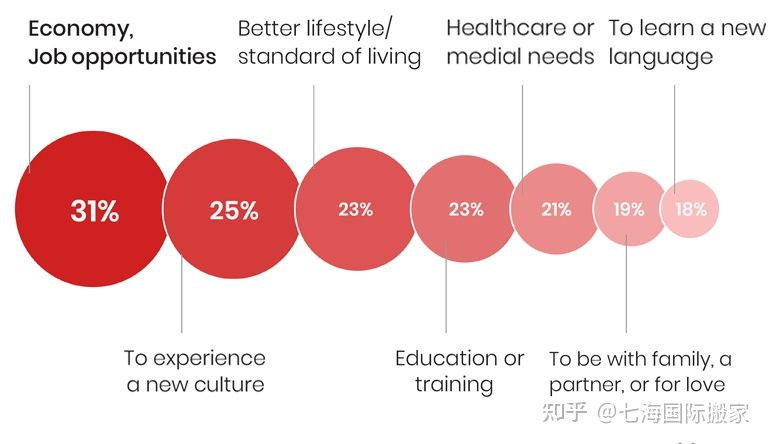 Economy,
Job opportunities
Better lifestyle/
standard of living
Healthcare or
medial needs
To learn a new
language
31%
25%
23%
23%
21%
19%
18%
To experience
a new culture
Education or
training
To be with family, a
partner, or for love
知乎 @七海国际搬家